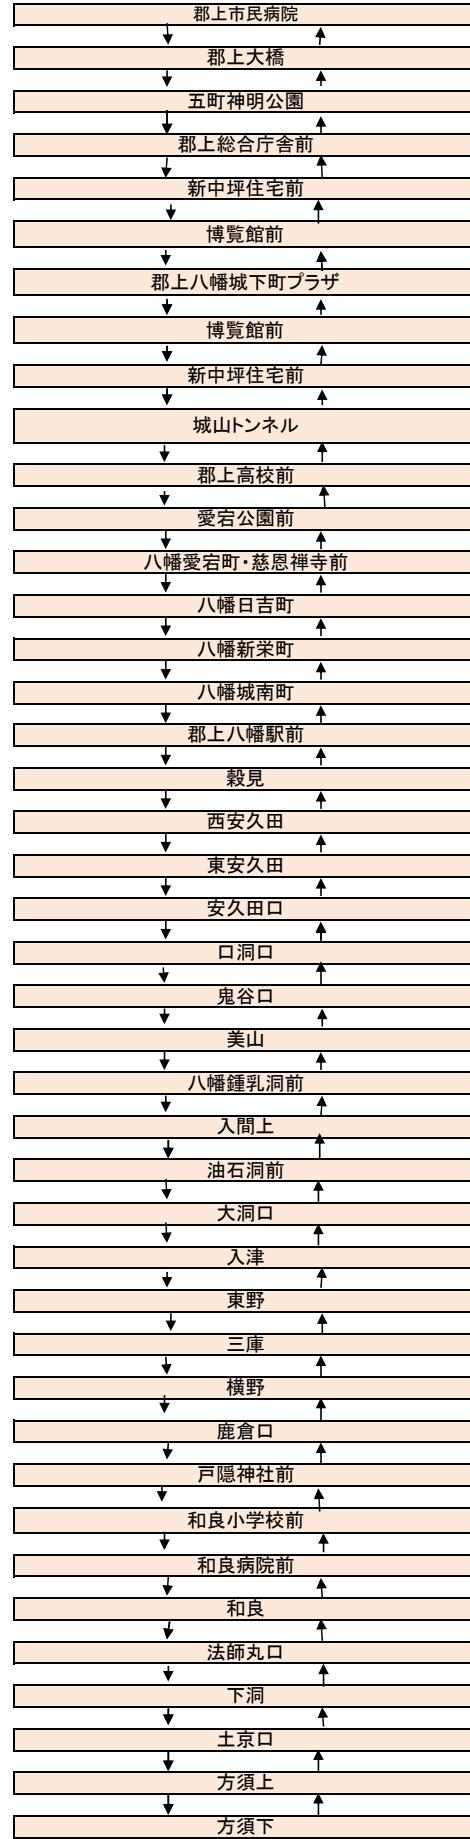 郡上市民病院
郡上大橋
五町神明公園
郡上総合庁舎前
新中坪住宅前
博覧館前
郡上八幡城下町プラザ
博覧館前
新中坪住宅前
城山トンネル
郡上高校前
愛宕公園前
八幡愛宕町・慈恩禅寺前
八幡日吉町
八幡新栄町
八幡城南町
郡上八幡駅前
穀見
西安久田
東安久田
安久田口
口洞口
鬼谷口
美山
八幡鍾乳洞前
入間上
油石洞前
大洞口
入津
東野
三庫
横野
鹿倉口
戸隠神社前
和良小学校前
和良病院前
和良
法師丸口
下洞
土京口
方須上
方須下